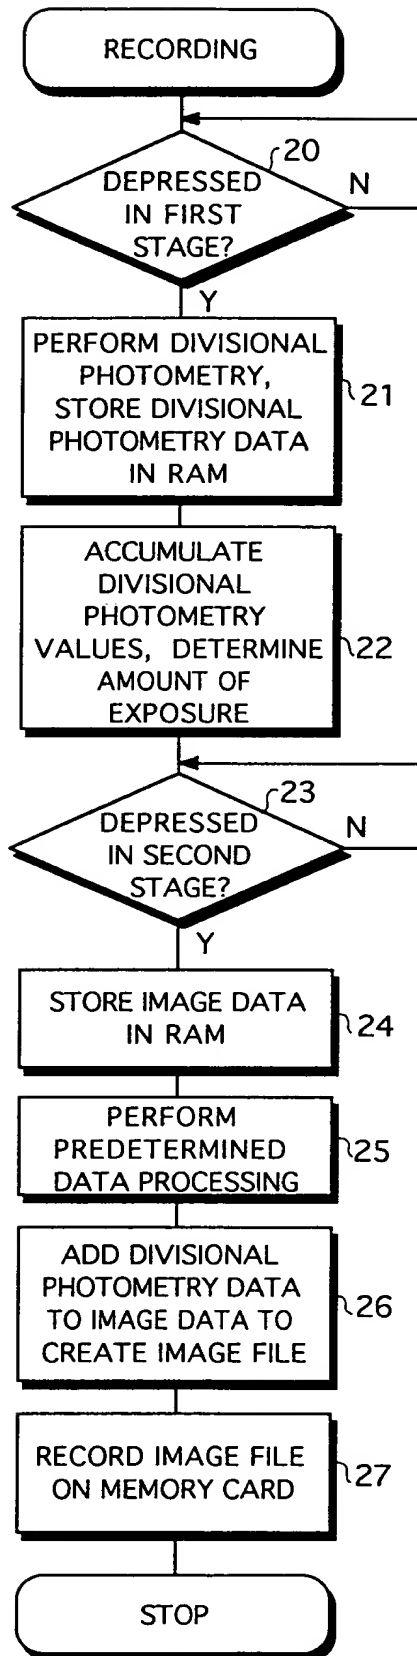 RECORDING
20
DEPRESSED
IN FIRST
STAGE?
N
Y
PERFORM DIVISIONAL
PHOTOMETRY,
STORE DIVISIONAL
PHOTOMETRY DATA
IN RAM
21
ACCUMULATE
DIVISIONAL
PHOTOMETRY
VALUES, DETERMINE
AMOUNT OF
EXPOSURE
22
23
DEPRESSED
IN SECOND
STAGE?
N
Y
STORE IMAGE DATA
IN RAM
24
PERFORM
PREDETERMINED
DATA PROCESSING
25
ADD DIVISIONAL
PHOTOMETRY DATA
TO IMAGE DATA TO
CREATE IMAGE FILE
26
RECORD IMAGE FILE
ON MEMORY CARD
27
STOP